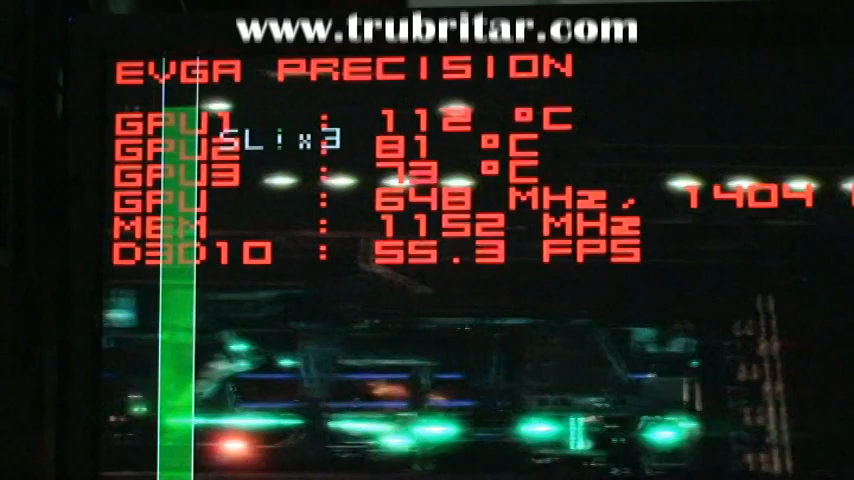 www.trubritar.com
EVGA PRECISION
GPU1 : 112 °C
SLI x3
GPU2 : 81 °C
GPU3 : 73 °C
GPU : 648 MHz, 1404
MEM : 1152 MHz
D3D10 : 55.3 FPS